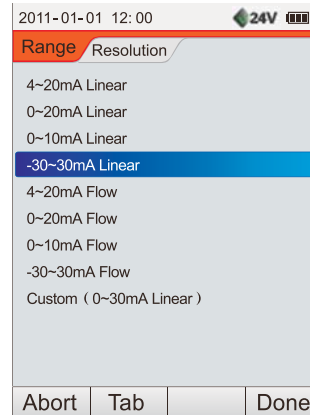 2011-01-01 12:00 24V
Range Resolution
4~20mA Linear
0~20mA Linear
0~10mA Linear
-30~30mA Linear
4~20mA Flow
0~20mA Flow
0~10mA Flow
-30~30mA Flow
Custom ( 0~30mA Linear )
Abort Tab Done